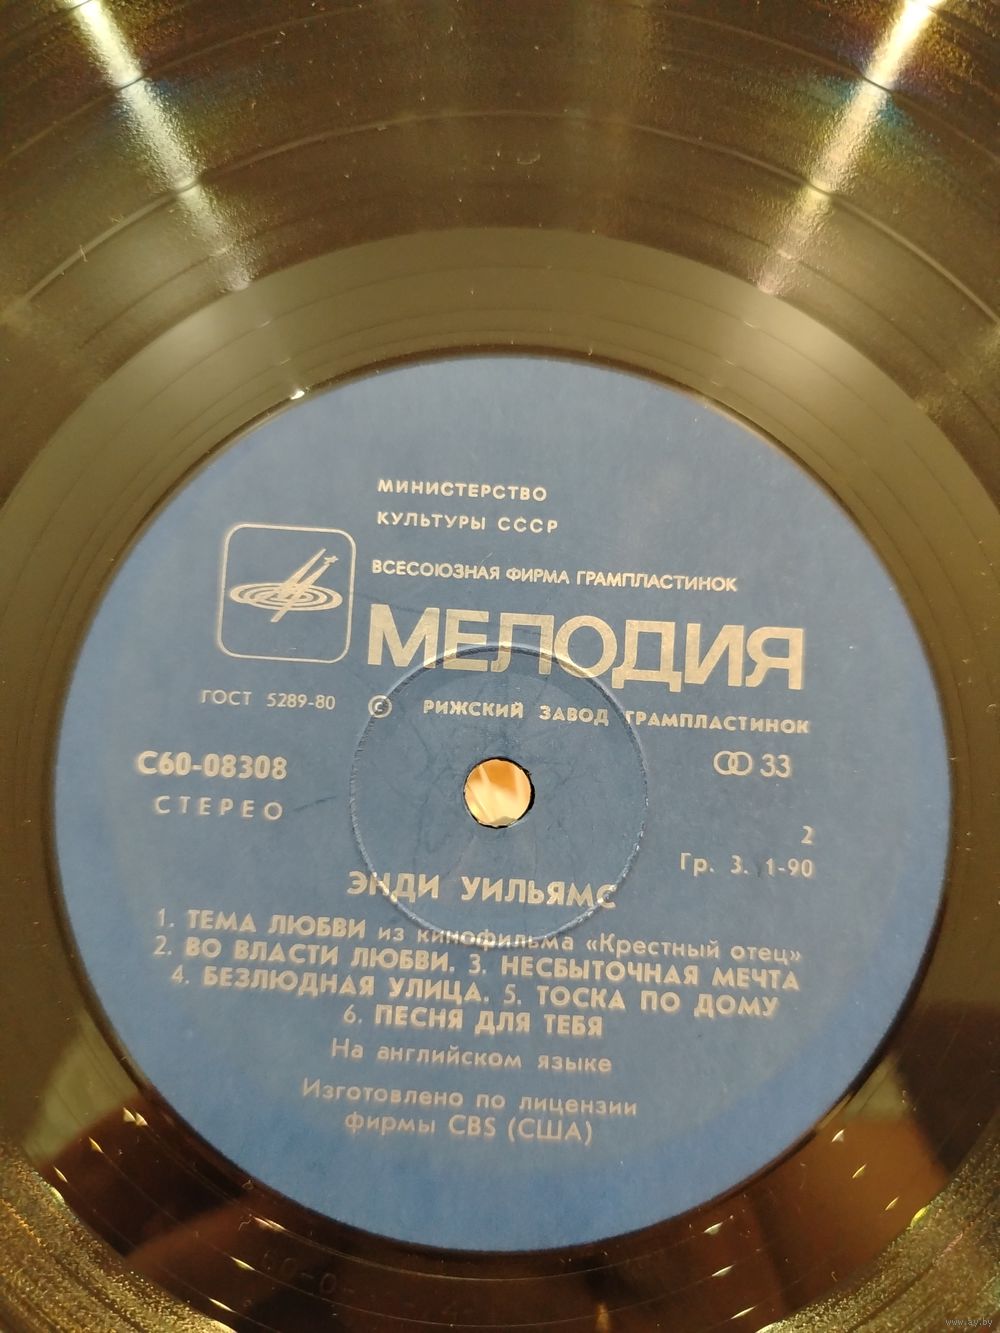 МИНИСТЕРСТВО
КУЛЬТУРЫ СССР
ВСЕСОЮЗНАЯ ФИРМА ГРАМПЛАСТИНОК
МЕЛОДИЯ
ГОСТ 5289-80 © РИЖСКИЙ ЗАВОД ГРАМПЛАСТИНОК
С60-08308 33
СТЕРЕО
2
Гр. 3. 1-90
ЭНДИ УИЛЬЯМС
1. ТЕМА ЛЮБВИ из кинофильма «Крестный отец»
2. ВО ВЛАСТИ ЛЮБВИ. 3. НЕСБЫТОЧНАЯ МЕЧТА
4. БЕЗЛЮДНАЯ УЛИЦА. 5. ТОСКА ПО ДОМУ
6. ПЕСНЯ ДЛЯ ТЕБЯ
На английском языке
Изготовлено по лицензии
фирмы CBS (США)
www.ay.by